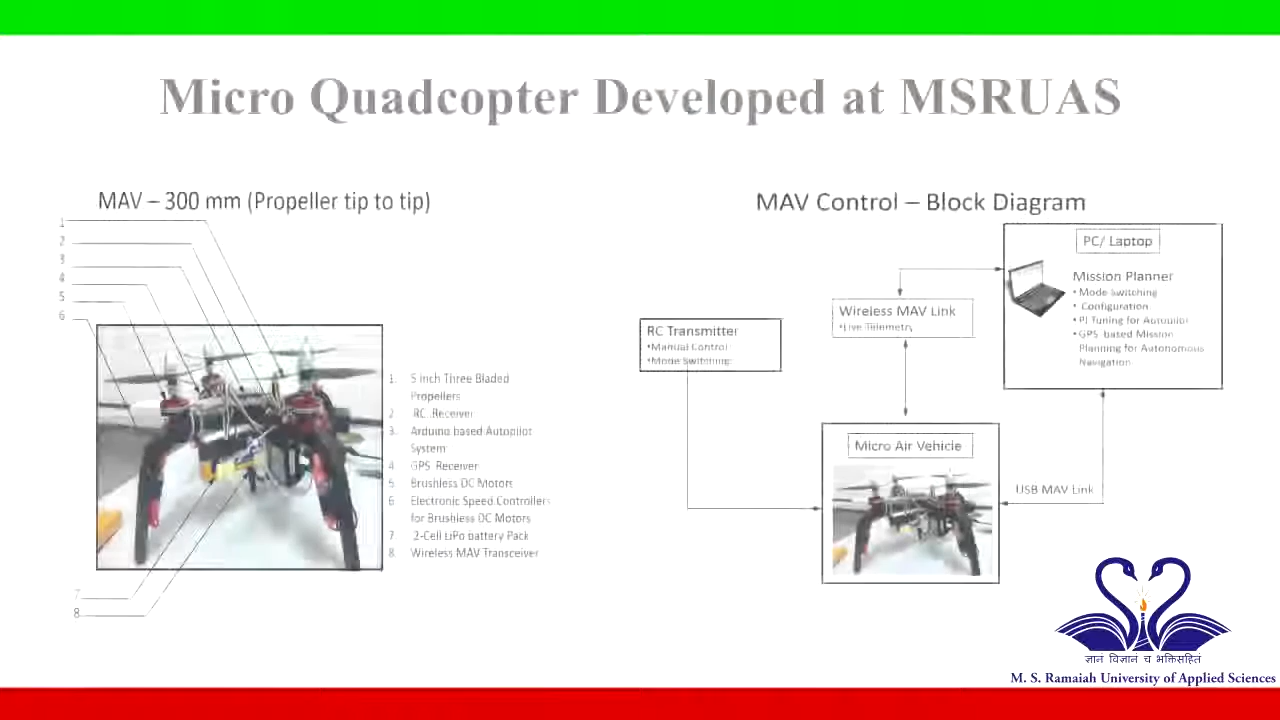 Micro Quadcopter Developed at MSRUAS
MAV – 300 mm (Propeller tip to tip)
1
2
3
4
5
6
7
8
1. 5 inch Three Bladed
Propellers
2 RC Receiver
3. Arduino based Autopilot
System
4 GPS Receiver
5 Brushless DC Motors
6 Electronic Speed Controllers
for Brushless DC Motors
7 2-Cell LiPo battery Pack
8. Wireless MAV Transceiver
MAV Control – Block Diagram
PC/ Laptop
Mission Planner
• Mode Switching
• Configuration
• PI Tuning for Autopilot
• GPS based Mission
Planning for Autonomous
Navigation
Wireless MAV Link
•Live Telemetry
RC Transmitter
•Manual Control
•Mode Switching
Micro Air Vehicle
USB MAV Link
ज्ञानं विज्ञानं च भक्तिसहितं
M. S. Ramaiah University of Applied Sciences